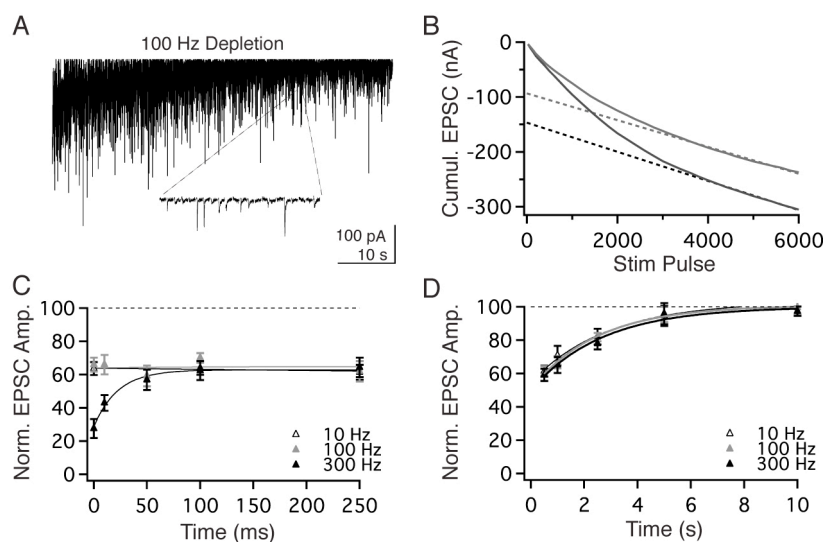 A
100 Hz Depletion
100 pA
10 s
B
Cumul. EPSC (nA)
0
-100
-200
-300
0 2000 4000 6000
Stim Pulse
C
Norm. EPSC Amp.
100
80
60
40
20
0
10 Hz
100 Hz
300 Hz
0 50 100 150 200 250
Time (ms)
D
Norm. EPSC Amp.
100
80
60
40
20
0
10 Hz
100 Hz
300 Hz
0 2 4 6 8 10
Time (s)